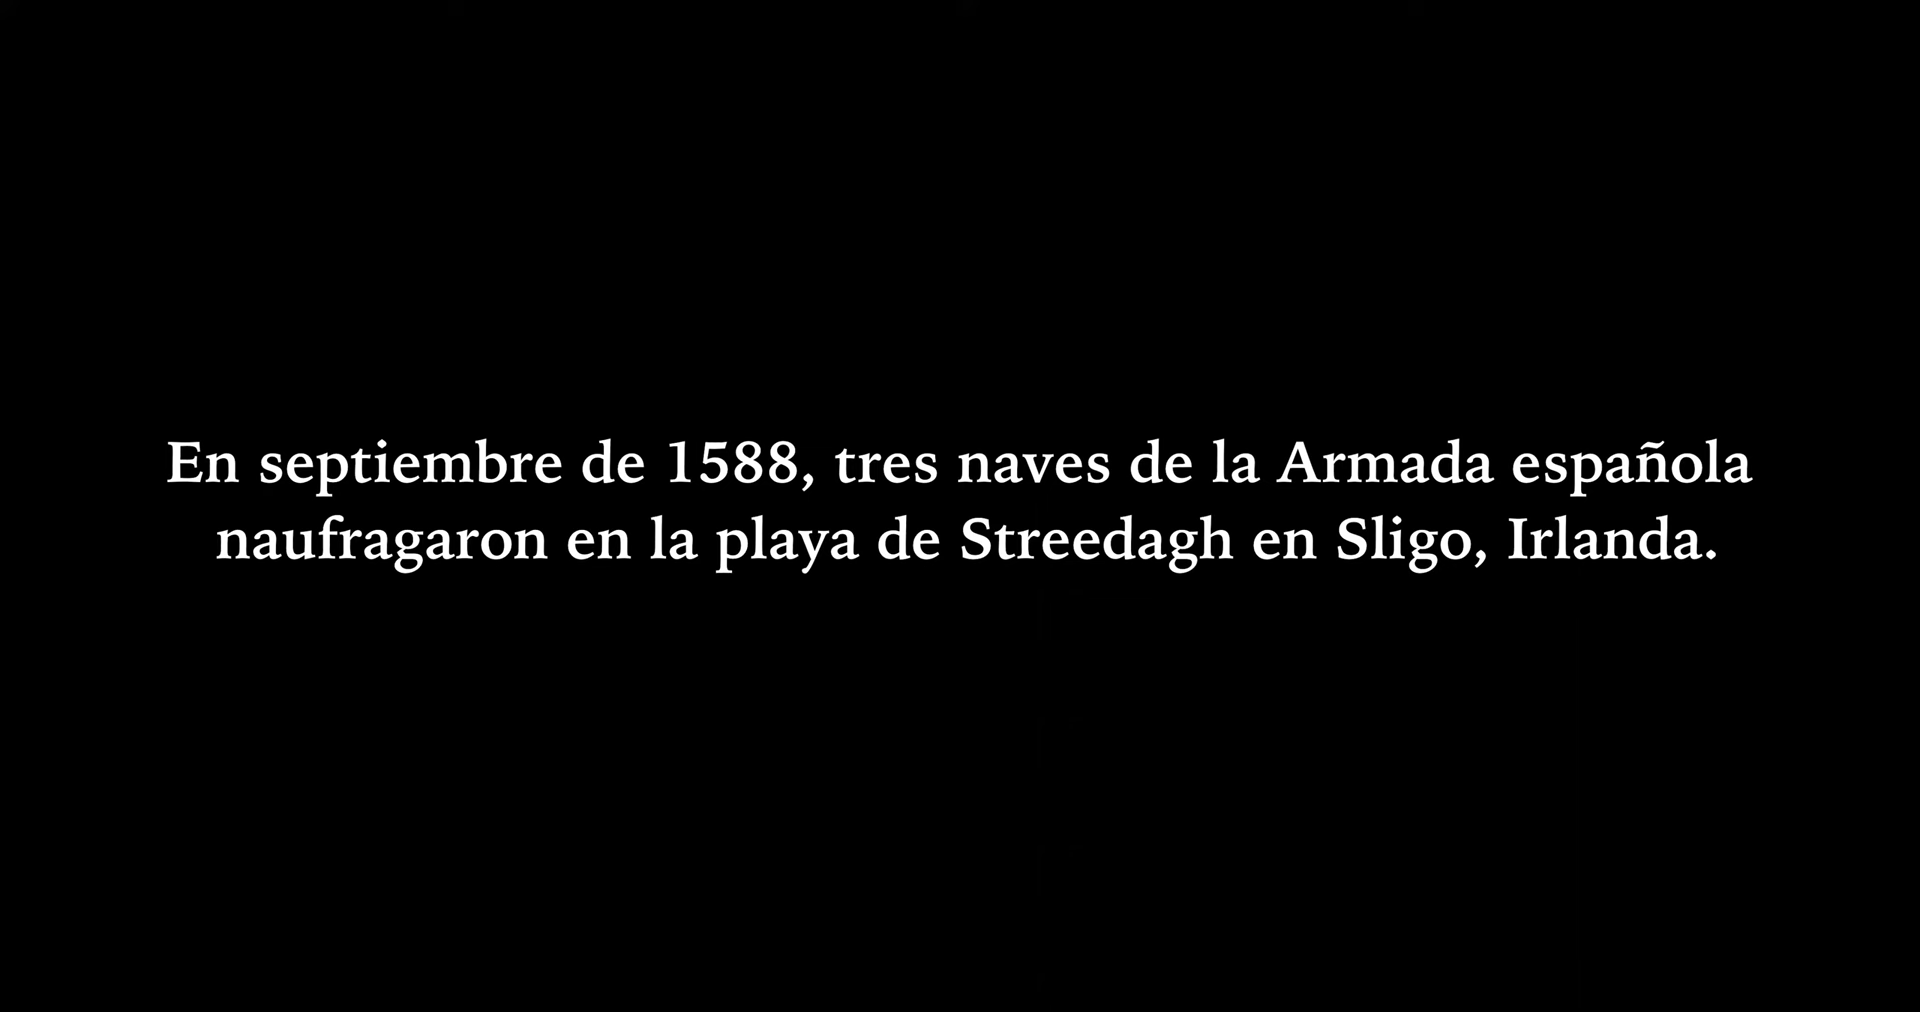 En septiembre de 1588, tres naves de la Armada española
naufragaron en la playa de Streedagh en Sligo, Irlanda.